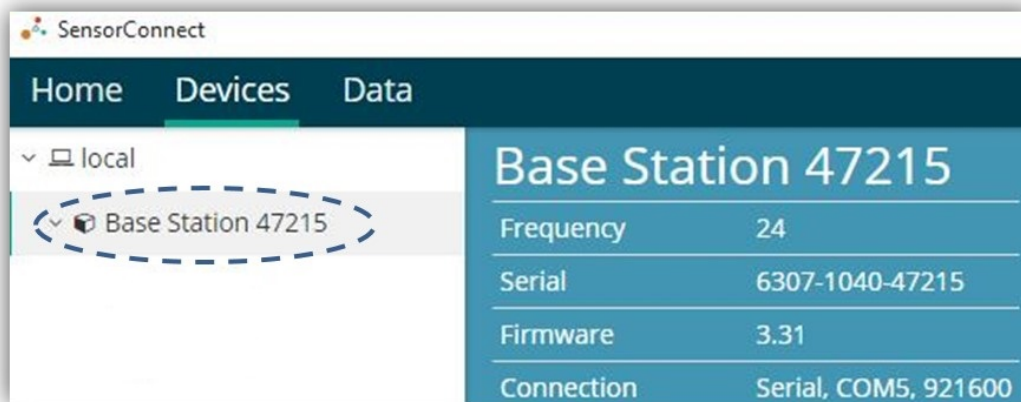 SensorConnect
Home Devices Data
local
Base Station 47215
Base Station 47215
Frequency 24
Serial 6307-1040-47215
Firmware 3.31
Connection Serial, COM5, 921600